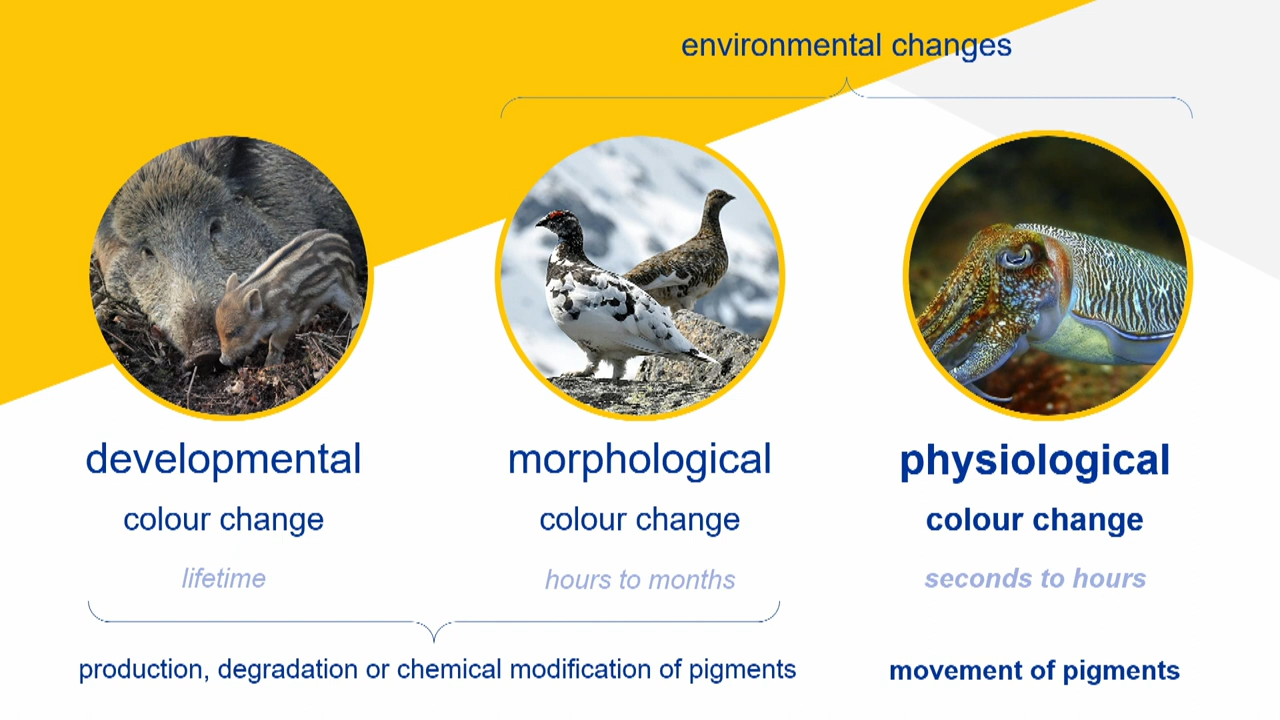 environmental changes
developmental
colour change
lifetime
morphological
colour change
hours to months
physiological
colour change
seconds to hours
production, degradation or chemical modification of pigments
movement of pigments